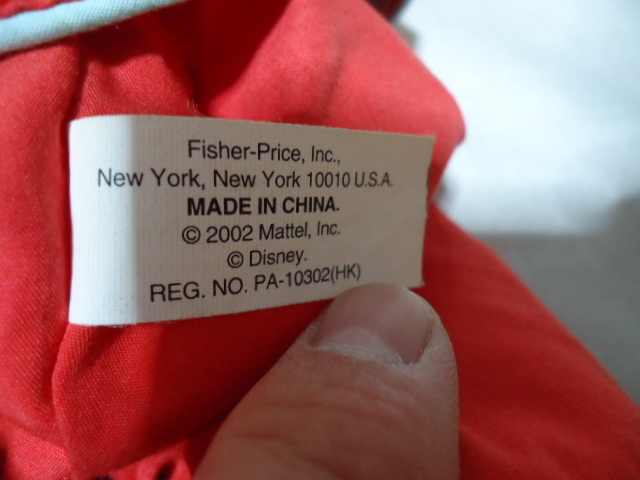 Fisher-Price, Inc.,
New York, New York 10010 U.S.A.
MADE IN CHINA.
© 2002 Mattel, Inc.
© Disney.
REG. NO. PA-10302(HK)